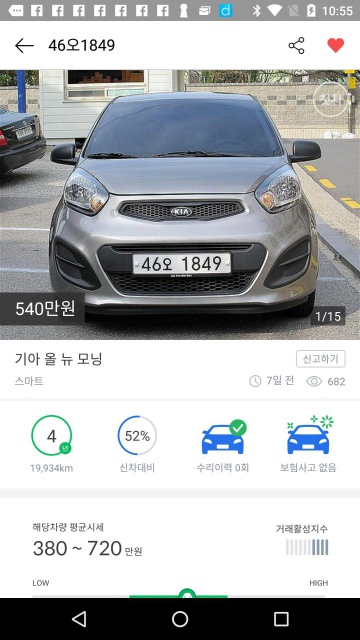 10:55
46오1849
KIA
46오 1849
540만원
1/15
기아 올 뉴 모닝
신고하기
스마트
7일 전
682
4
년
52%
19,934km
신차대비
수리이력 0회
보험사고 없음
해당차량 평균시세
거래활성지수
380 ~ 720 만원
LOW
HIGH